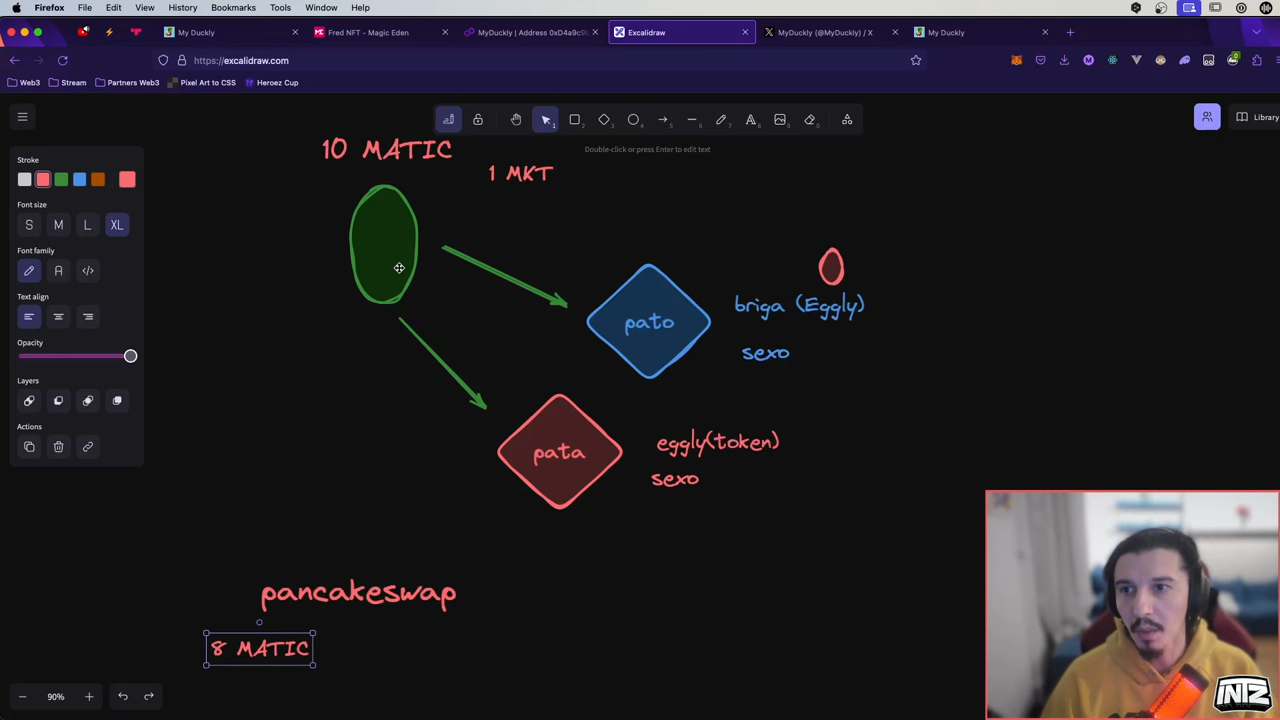 Firefox File Edit View History Bookmarks Tools Window Help
My Duckly
Fred NFT - Magic Eden
MyDuckly | Address 0xD4a9c9
Excalidraw
MyDuckly (@MyDuckly) / X
My Duckly
https://excalidraw.com
Web3 Stream Partners Web3 Pixel Art to CSS Heroez Cup
Library
Double-click or press Enter to edit text
Stroke
Font size
S M L XL
Font family
A
Text align
Opacity
Layers
Actions
10 MATIC
1 MKT
pato
briga (Eggly)
sexo
pata
eggly(token)
sexo
pancakeswap
8 MATIC
90%
INTZ